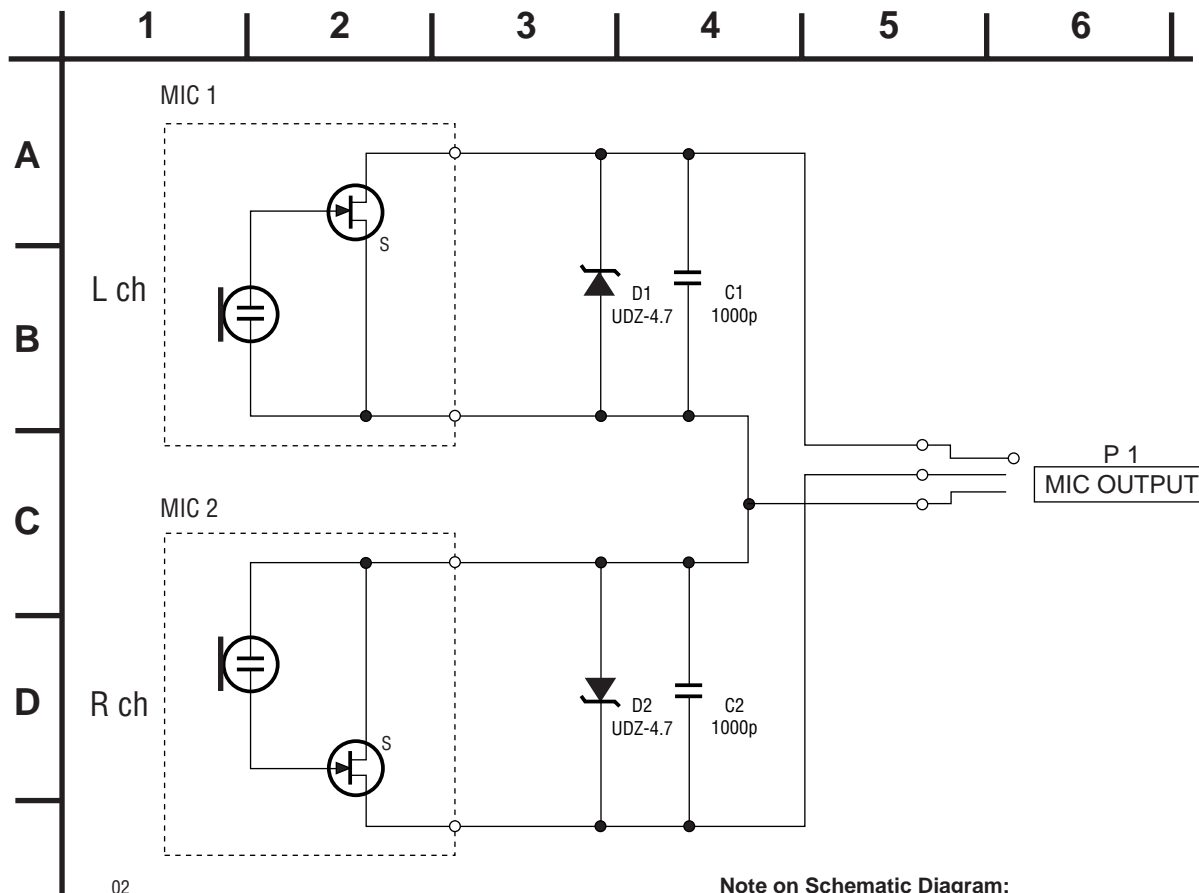 1 2 3 4 5 6
MIC 1
A
S
L ch
D1
UDZ-4.7
C1
1000p
B
P 1
MIC OUTPUT
MIC 2
C
D
R ch
D2
UDZ-4.7
C2
1000p
S
02
Note on Schematic Diagram: